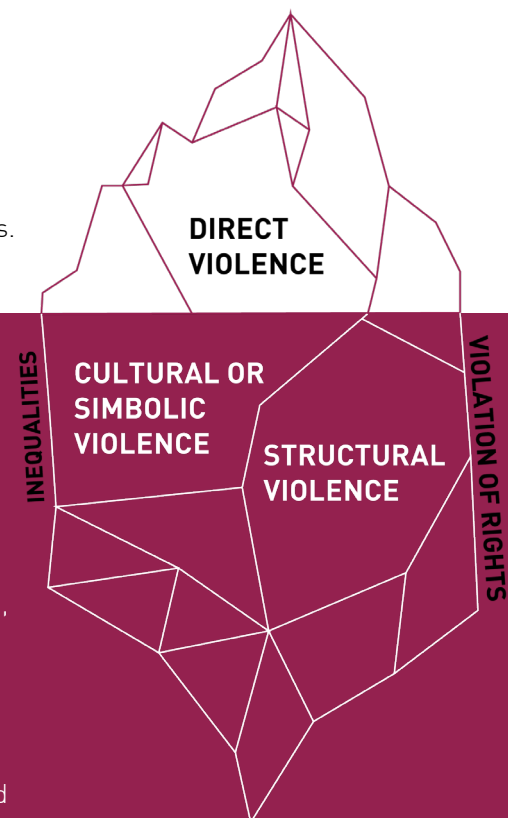 s.
DIRECT
VIOLENCE
INEQUALITIES
CULTURAL OR
SIMBOLIC
VIOLENCE
STRUCTURAL
VIOLENCE
VIOLATION OF RIGHTS
,
d